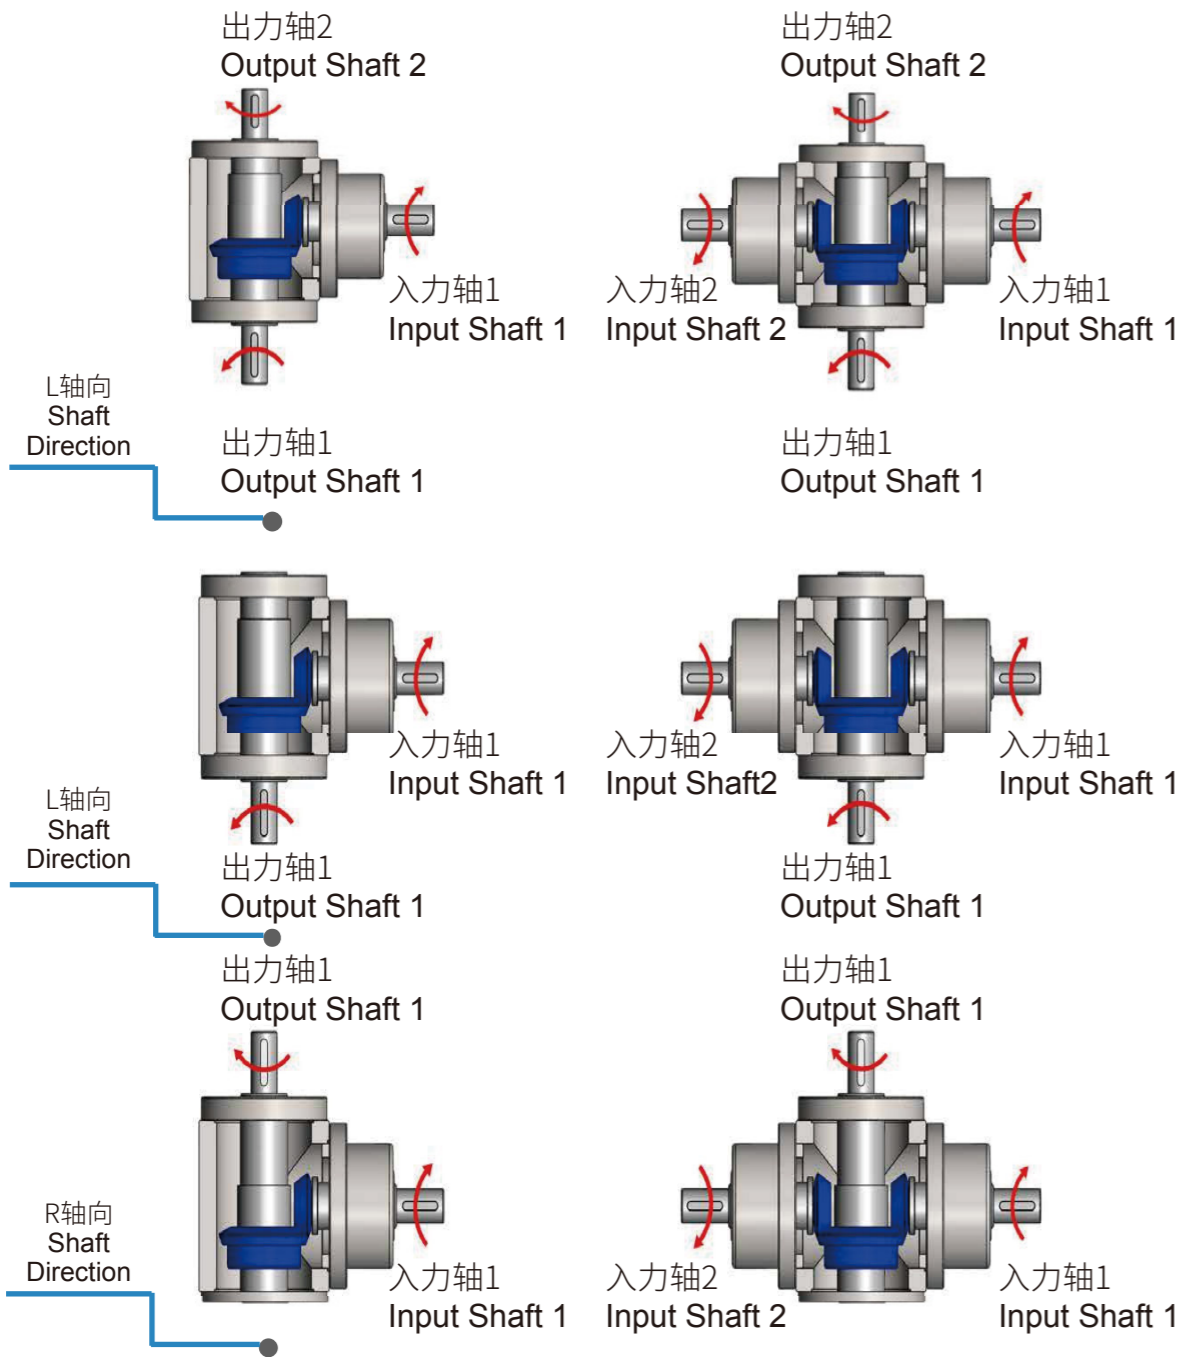 出力轴2
Output Shaft 2
出力轴2
Output Shaft 2
入力轴1
Input Shaft 1
入力轴2
Input Shaft 2
入力轴1
Input Shaft 1
L轴向
Shaft
Direction
出力轴1
Output Shaft 1
出力轴1
Output Shaft 1
入力轴1
Input Shaft 1
入力轴2
Input Shaft2
入力轴1
Input Shaft 1
L轴向
Shaft
Direction
出力轴1
Output Shaft 1
出力轴1
Output Shaft 1
出力轴1
Output Shaft 1
出力轴1
Output Shaft 1
R轴向
Shaft
Direction
入力轴1
Input Shaft 1
入力轴2
Input Shaft 2
入力轴1
Input Shaft 1